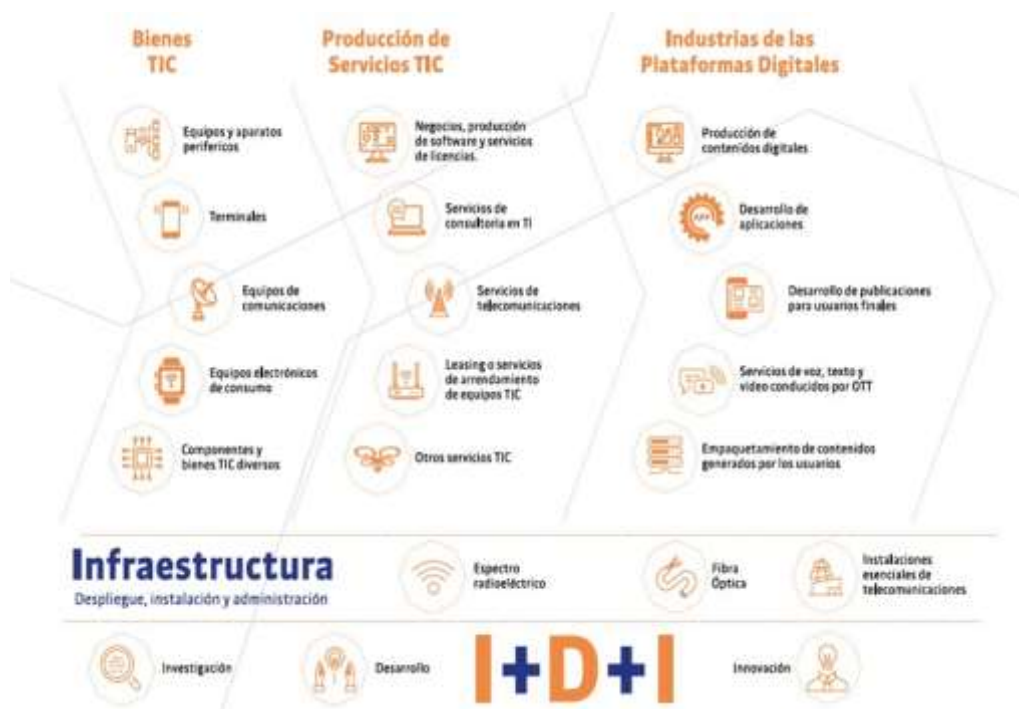 Bienes
TIC
Equipos y aparatos
perifericos
Terminales
Equipos de
comunicaciones
Equipos electrónicos
de consumo
Componentes y
bienes TIC diversos
Producción de
Servicios TIC
Negocios, producción
de software y servicios
de licencias.
Servicios de
consultoria en TI
Servicios de
telecomunicaciones
Leasing o servicios
de arrendamiento
de equipos TIC
Otros servicios TIC
Industrias de las
Plataformas Digitales
Producción de
contenidos digitales
APP
Desarrollo de
aplicaciones
Desarrollo de publicaciones
para usuarios finales
Servicios de voz, texto y
video conducidos por OTT
Empaquetamiento de contenidos
generados por los usuarios
Infraestructura
Despliegue, instalación y administración
Espectro
radioeléctrico
Fibra
Óptica
Instalaciones
esenciales de
telecomunicaciones
Investigación
Desarrollo
I+D+I
Innovación